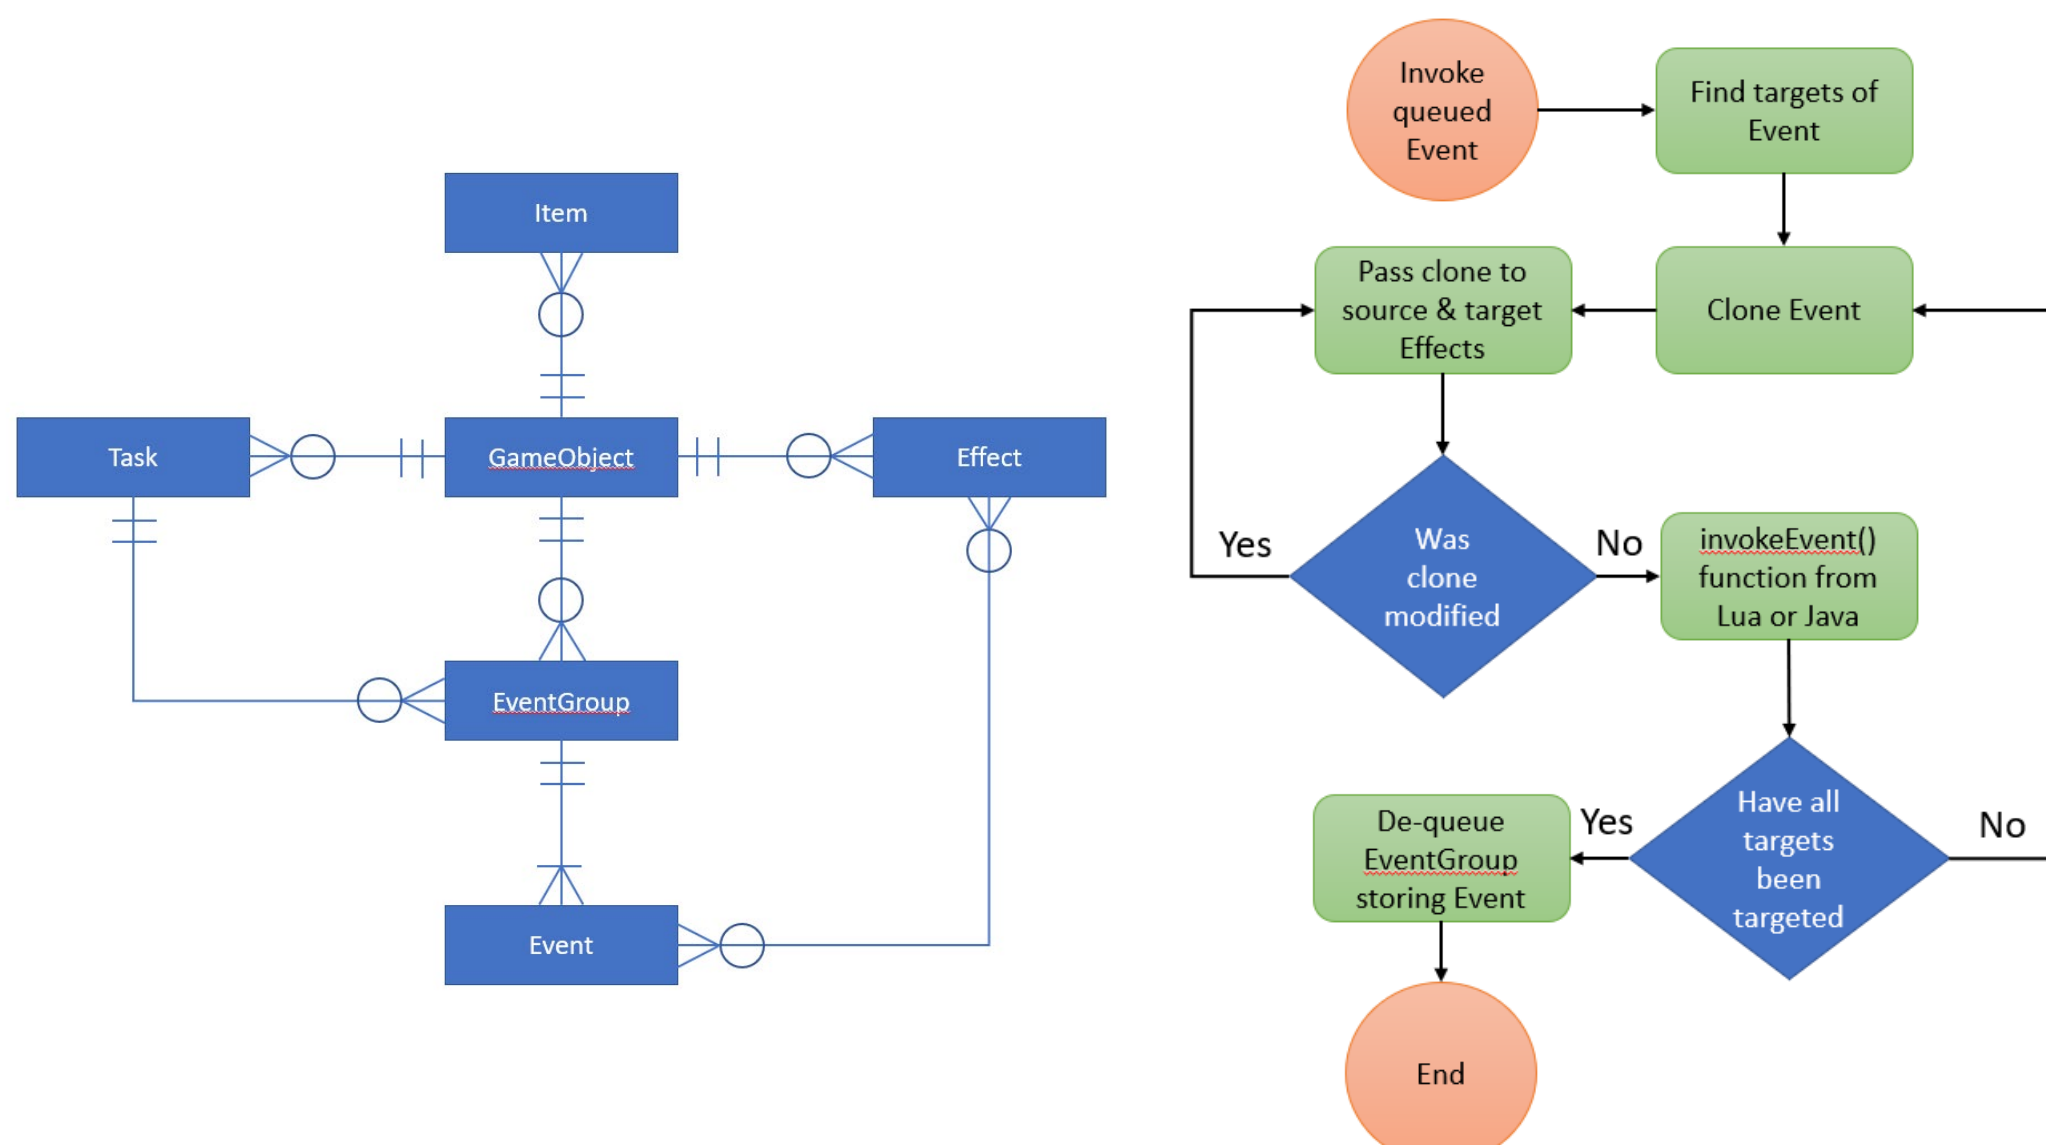 Item
Task
GameObject
Effect
EventGroup
Event
Invoke
queued
Event
Find targets of
Event
Pass clone to
source & target
Effects
Clone Event
Yes
Was
clone
modified
No
invokeEvent()
function from
Lua or Java
De-queue
EventGroup
storing Event
Yes
Have all
targets
been
targeted
No
End